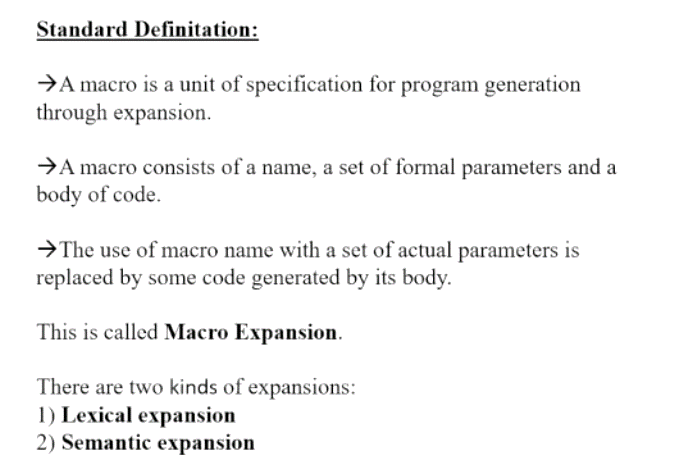 Standard Definitation:
→A macro is a unit of specification for program generation
through expansion.
→A macro consists of a name, a set of formal parameters and a
body of code.
→The use of macro name with a set of actual parameters is
replaced by some code generated by its body.
This is called Macro Expansion.
There are two kinds of expansions:
1) Lexical expansion
2) Semantic expansion